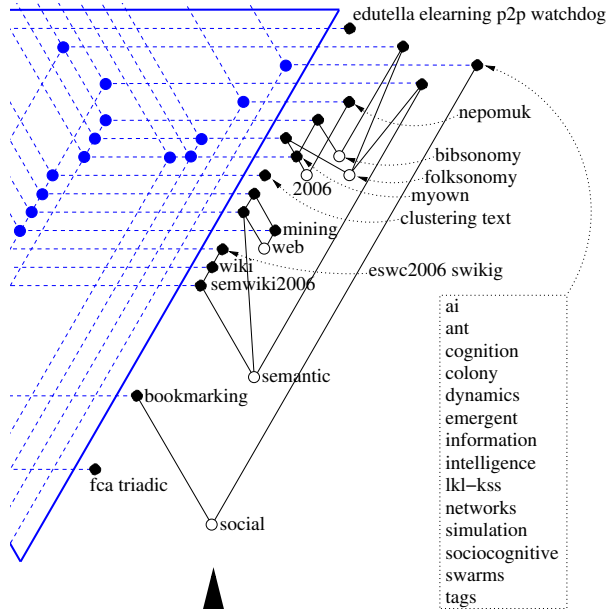 edutella elearning p2p watchdog
nepomuk
bibsonomy
folksonomy
2006
myown
clustering text
mining
web
wiki
eswc2006 swikig
semwiki2006
semantic
bookmarking
fca triadic
social
ai
ant
cognition
colony
dynamics
emergent
information
intelligence
lkl−kss
networks
simulation
sociocognitive
swarms
tags